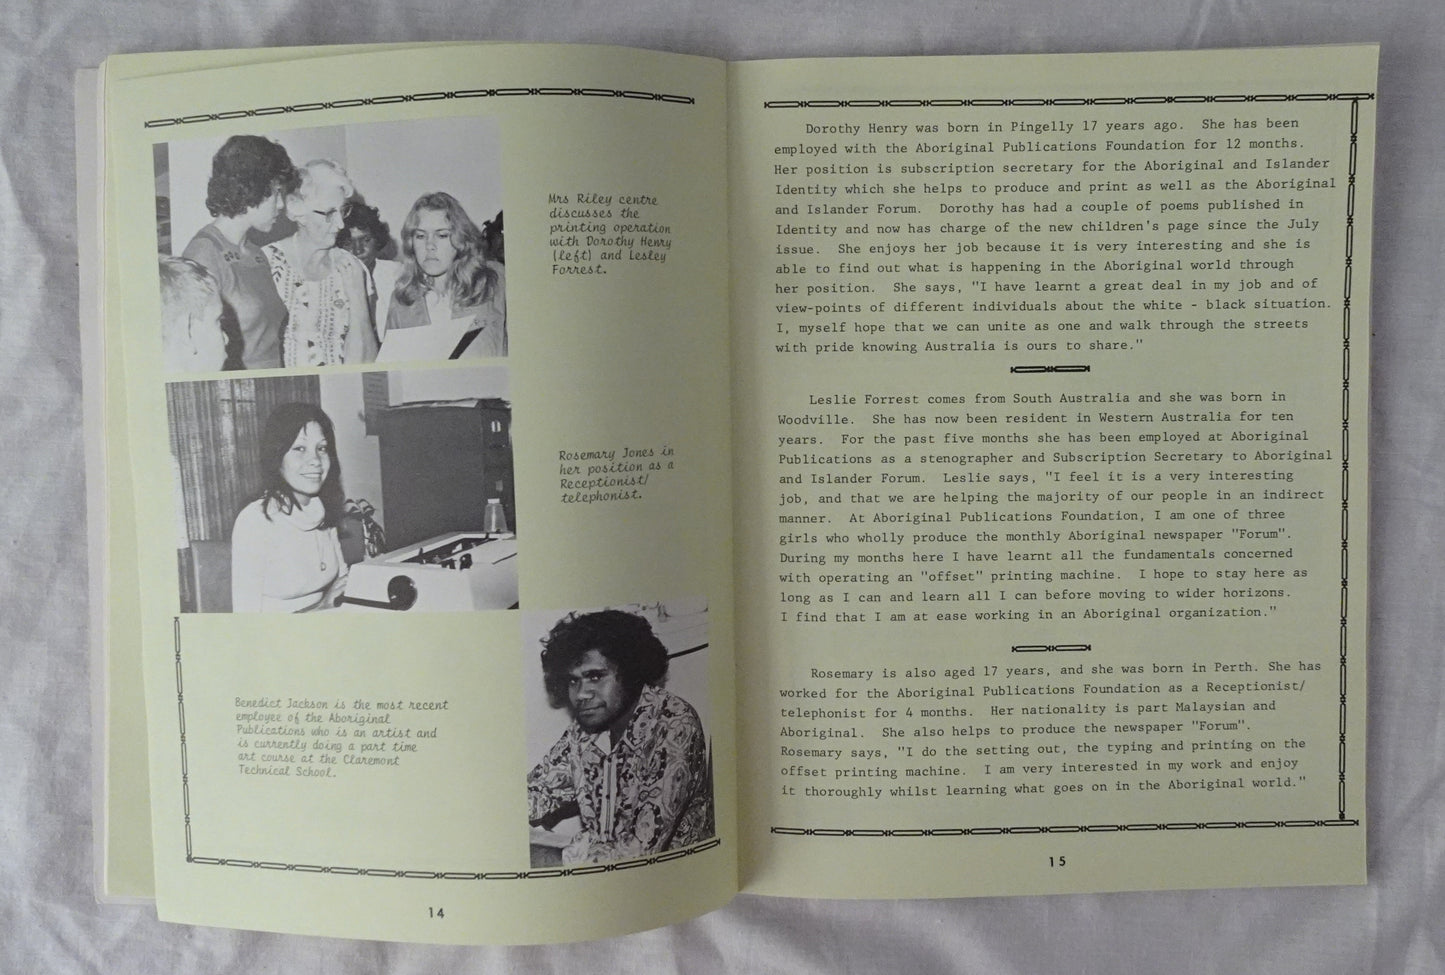 Mrs Riley centre
discusses the
printing operation
with Dorothy Henry
(left) and Lesley
Forrest.
Rosemary Jones in
her position as a
Receptionist/
telephonist.
Benedict Jackson is the most recent
employee of the Aboriginal
Publications who is an artist and
is currently doing a part time
art course at the Claremont
Technical School.
14
Dorothy Henry was born in Pingelly 17 years ago. She has been
employed with the Aboriginal Publications Foundation for 12 months.
Her position is subscription secretary for the Aboriginal and Islander
Identity which she helps to produce and print as well as the Aboriginal
and Islander Forum. Dorothy has had a couple of poems published in
Identity and now has charge of the new children's page since the July
issue. She enjoys her job because it is very interesting and she is
able to find out what is happening in the Aboriginal world through
her position. She says, "I have learnt a great deal in my job and of
view-points of different individuals about the white - black situation.
I, myself hope that we can unite as one and walk through the streets
with pride knowing Australia is ours to share."
Leslie Forrest comes from South Australia and she was born in
Woodville. She has now been resident in Western Australia for ten
years. For the past five months she has been employed at Aboriginal
Publications as a stenographer and Subscription Secretary to Aboriginal
and Islander Forum. Leslie says, "I feel it is a very interesting
job, and that we are helping the majority of our people in an indirect
manner. At Aboriginal Publications Foundation, I am one of three
girls who wholly produce the monthly Aboriginal newspaper "Forum".
During my months here I have learnt all the fundamentals concerned
with operating an "offset" printing machine. I hope to stay here as
long as I can and learn all I can before moving to wider horizons.
I find that I am at ease working in an Aboriginal organization."
Rosemary is also aged 17 years, and she was born in Perth. She has
worked for the Aboriginal Publications Foundation as a Receptionist/
telephonist for 4 months. Her nationality is part Malaysian and
Aboriginal. She also helps to produce the newspaper "Forum".
Rosemary says, "I do the setting out, the typing and printing on the
offset printing machine. I am very interested in my work and enjoy
it thoroughly whilst learning what goes on in the Aboriginal world."
15